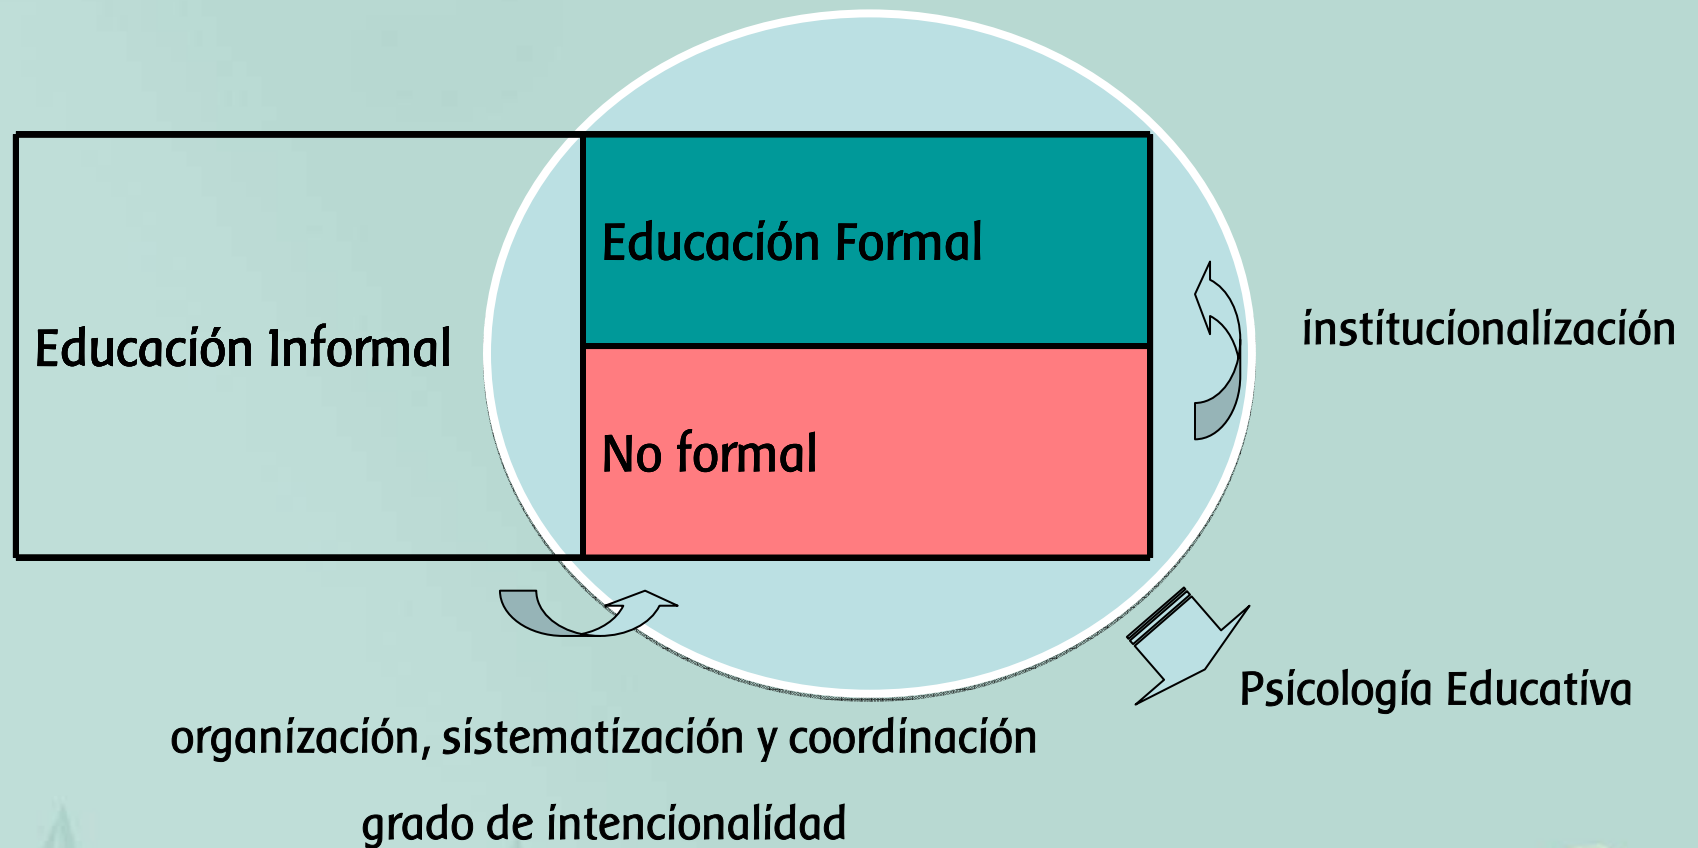 Educación Formal
Educación Informal
No formal
institucionalización
Psicología Educativa
organización, sistematización y coordinación
grado de intencionalidad